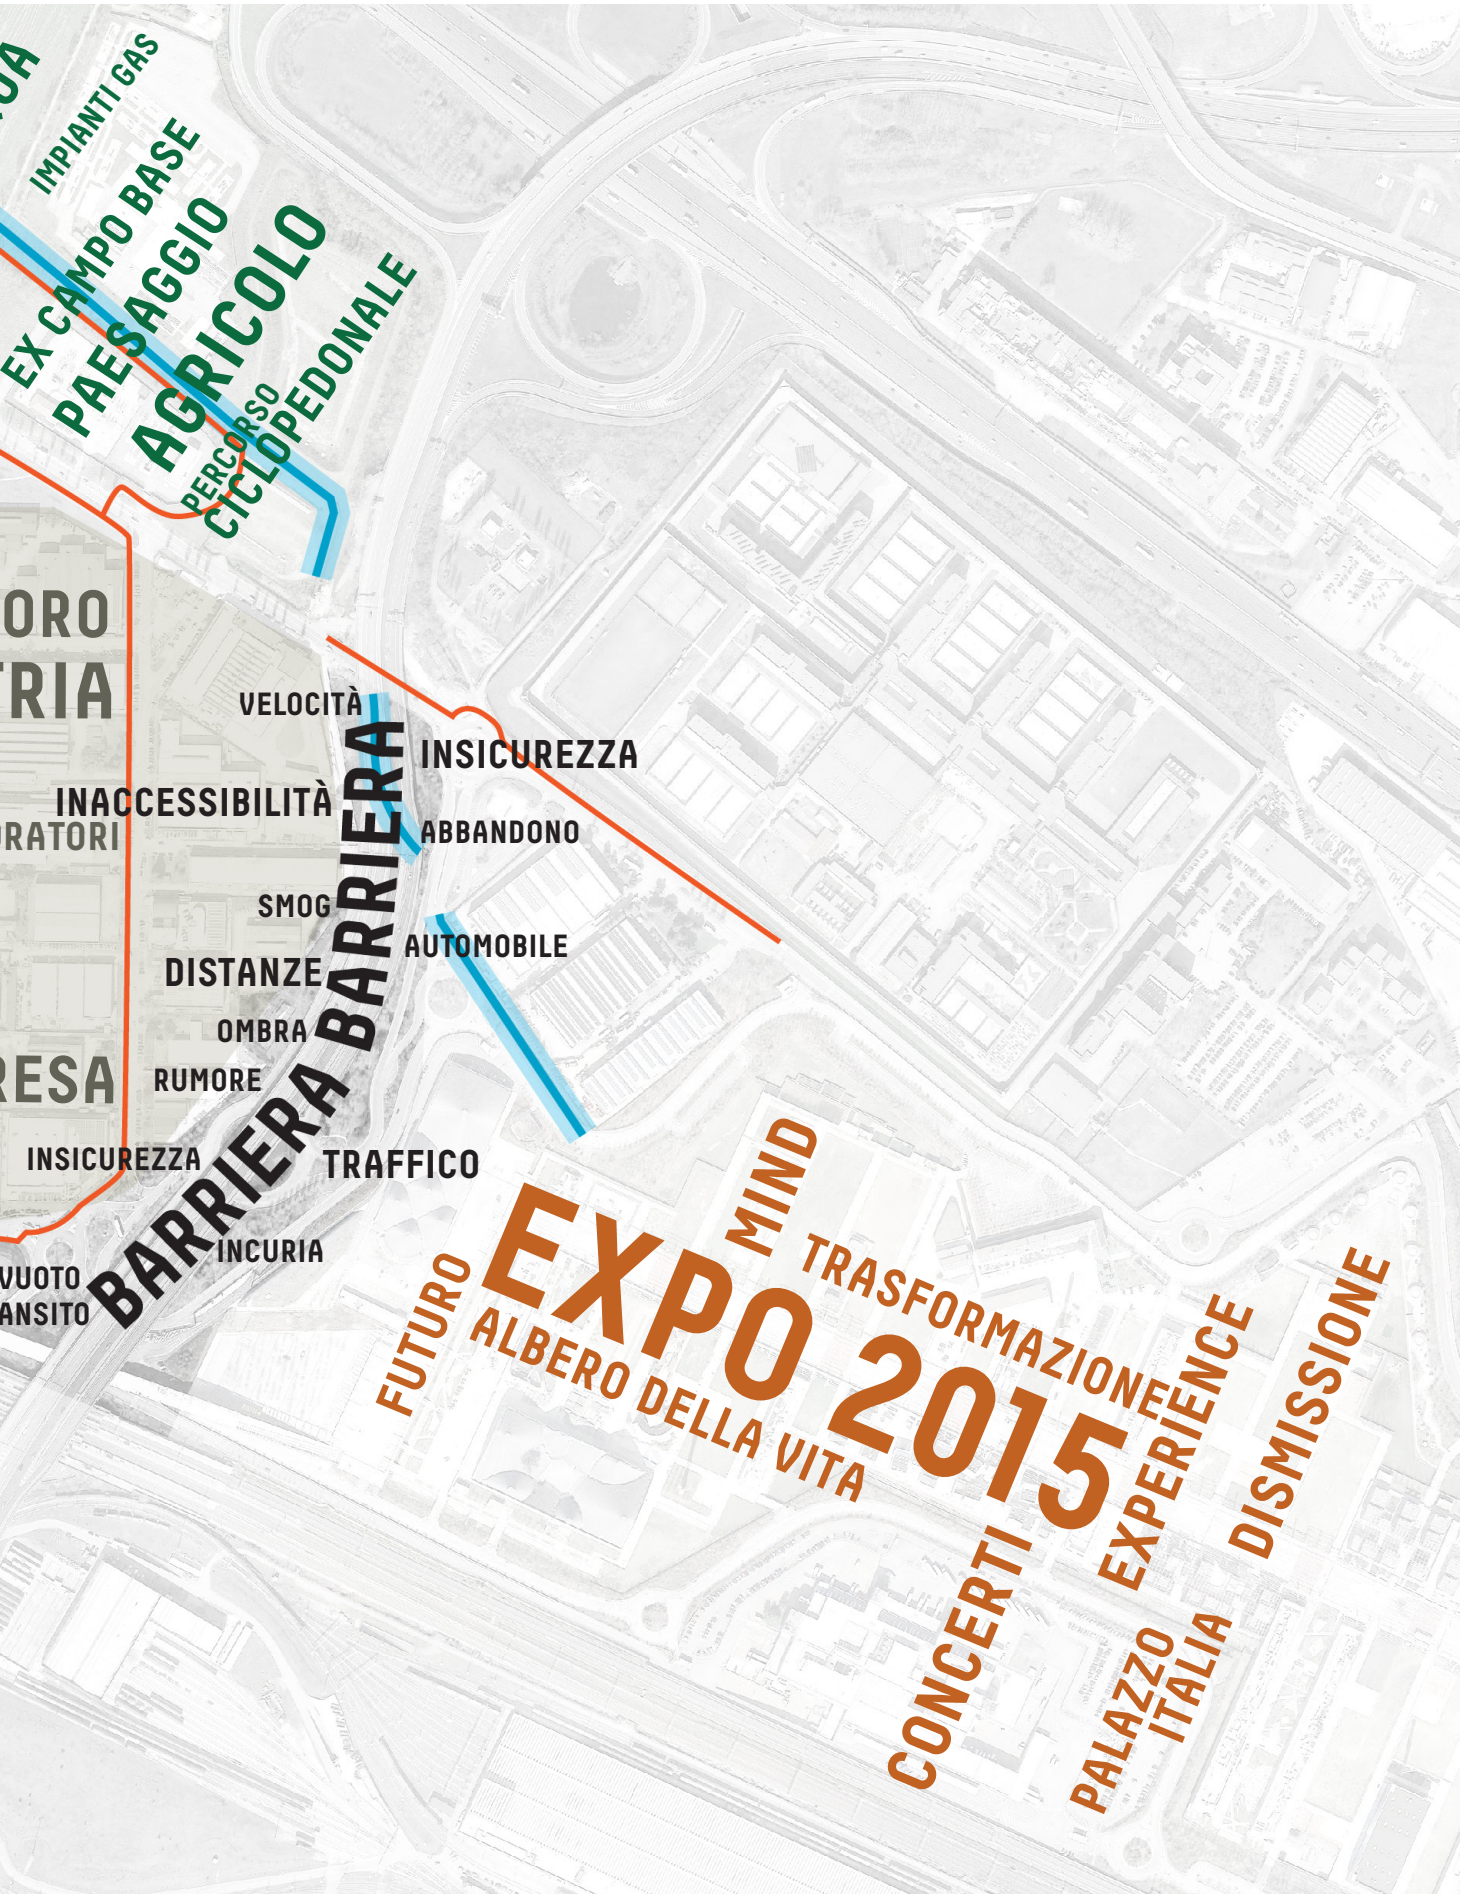 IMPIANTI GAS
EX CAMPO BASE
PAESAGGIO
AGRICOLO
PERCORSO
CICLOPEDONALE
ORO
TRIA
VELOCITÀ
INSICUREZZA
INACCESSIBILITÀ
RATORI
ABBANDONO
BARRIERA
SMOG
AUTOMOBILE
DISTANZE
OMBRA
RESA
RUMORE
BARRIERA
INSICUREZZA
TRAFFICO
INCURIA
VUOTO
ANSITO
MIND
EXPO 2015
TRASFORMAZIONE
FUTURO
ALBERO DELLA VITA
EXPERIENCE
DISMISSIONE
CONCERTI
PALAZZO
ITALIA